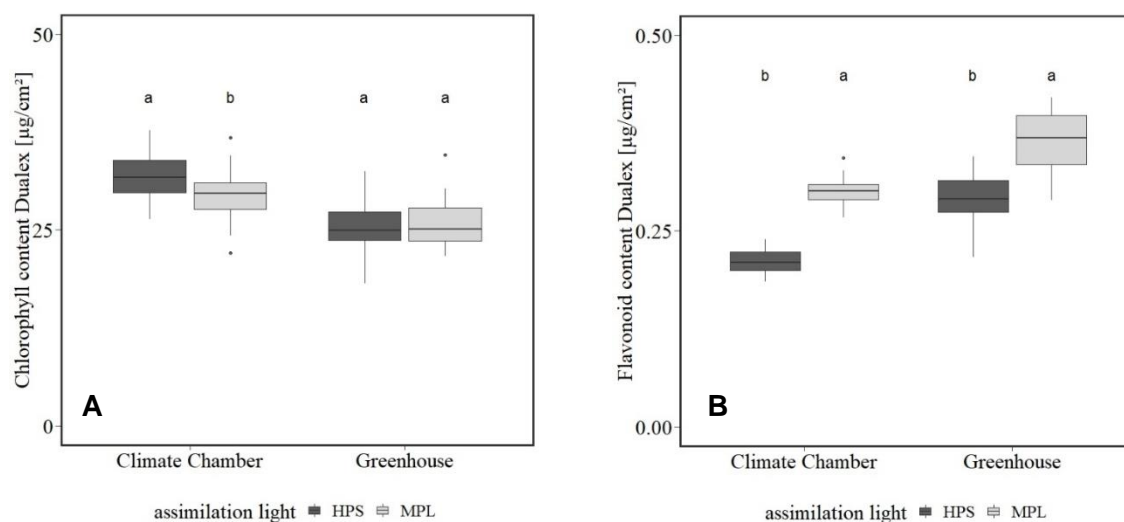 Chlorophyll content Dualex [µg/cm²]
50
25
0
a
b
a
a
A
Climate Chamber
Greenhouse
assimilation light HPS MPL
Flavonoid content Dualex [µg/cm²]
0.50
0.25
0.00
b
a
b
a
B
Climate Chamber
Greenhouse
assimilation light HPS MPL